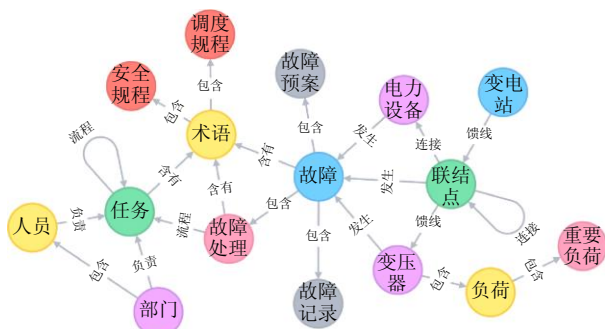 调度
规程
安全
规程
包含
包含
术语
流程
含有
含有
含有
人员
负责
任务
流程
故障
处理
包含
负责
部门
故障
预案
包含
故障
包含
包含
故障
记录
电力
设备
变电
站
发生
连接
馈线
发生
联结
点
连接
发生
馈线
变压
器
包含
负荷
包含
重要
负荷